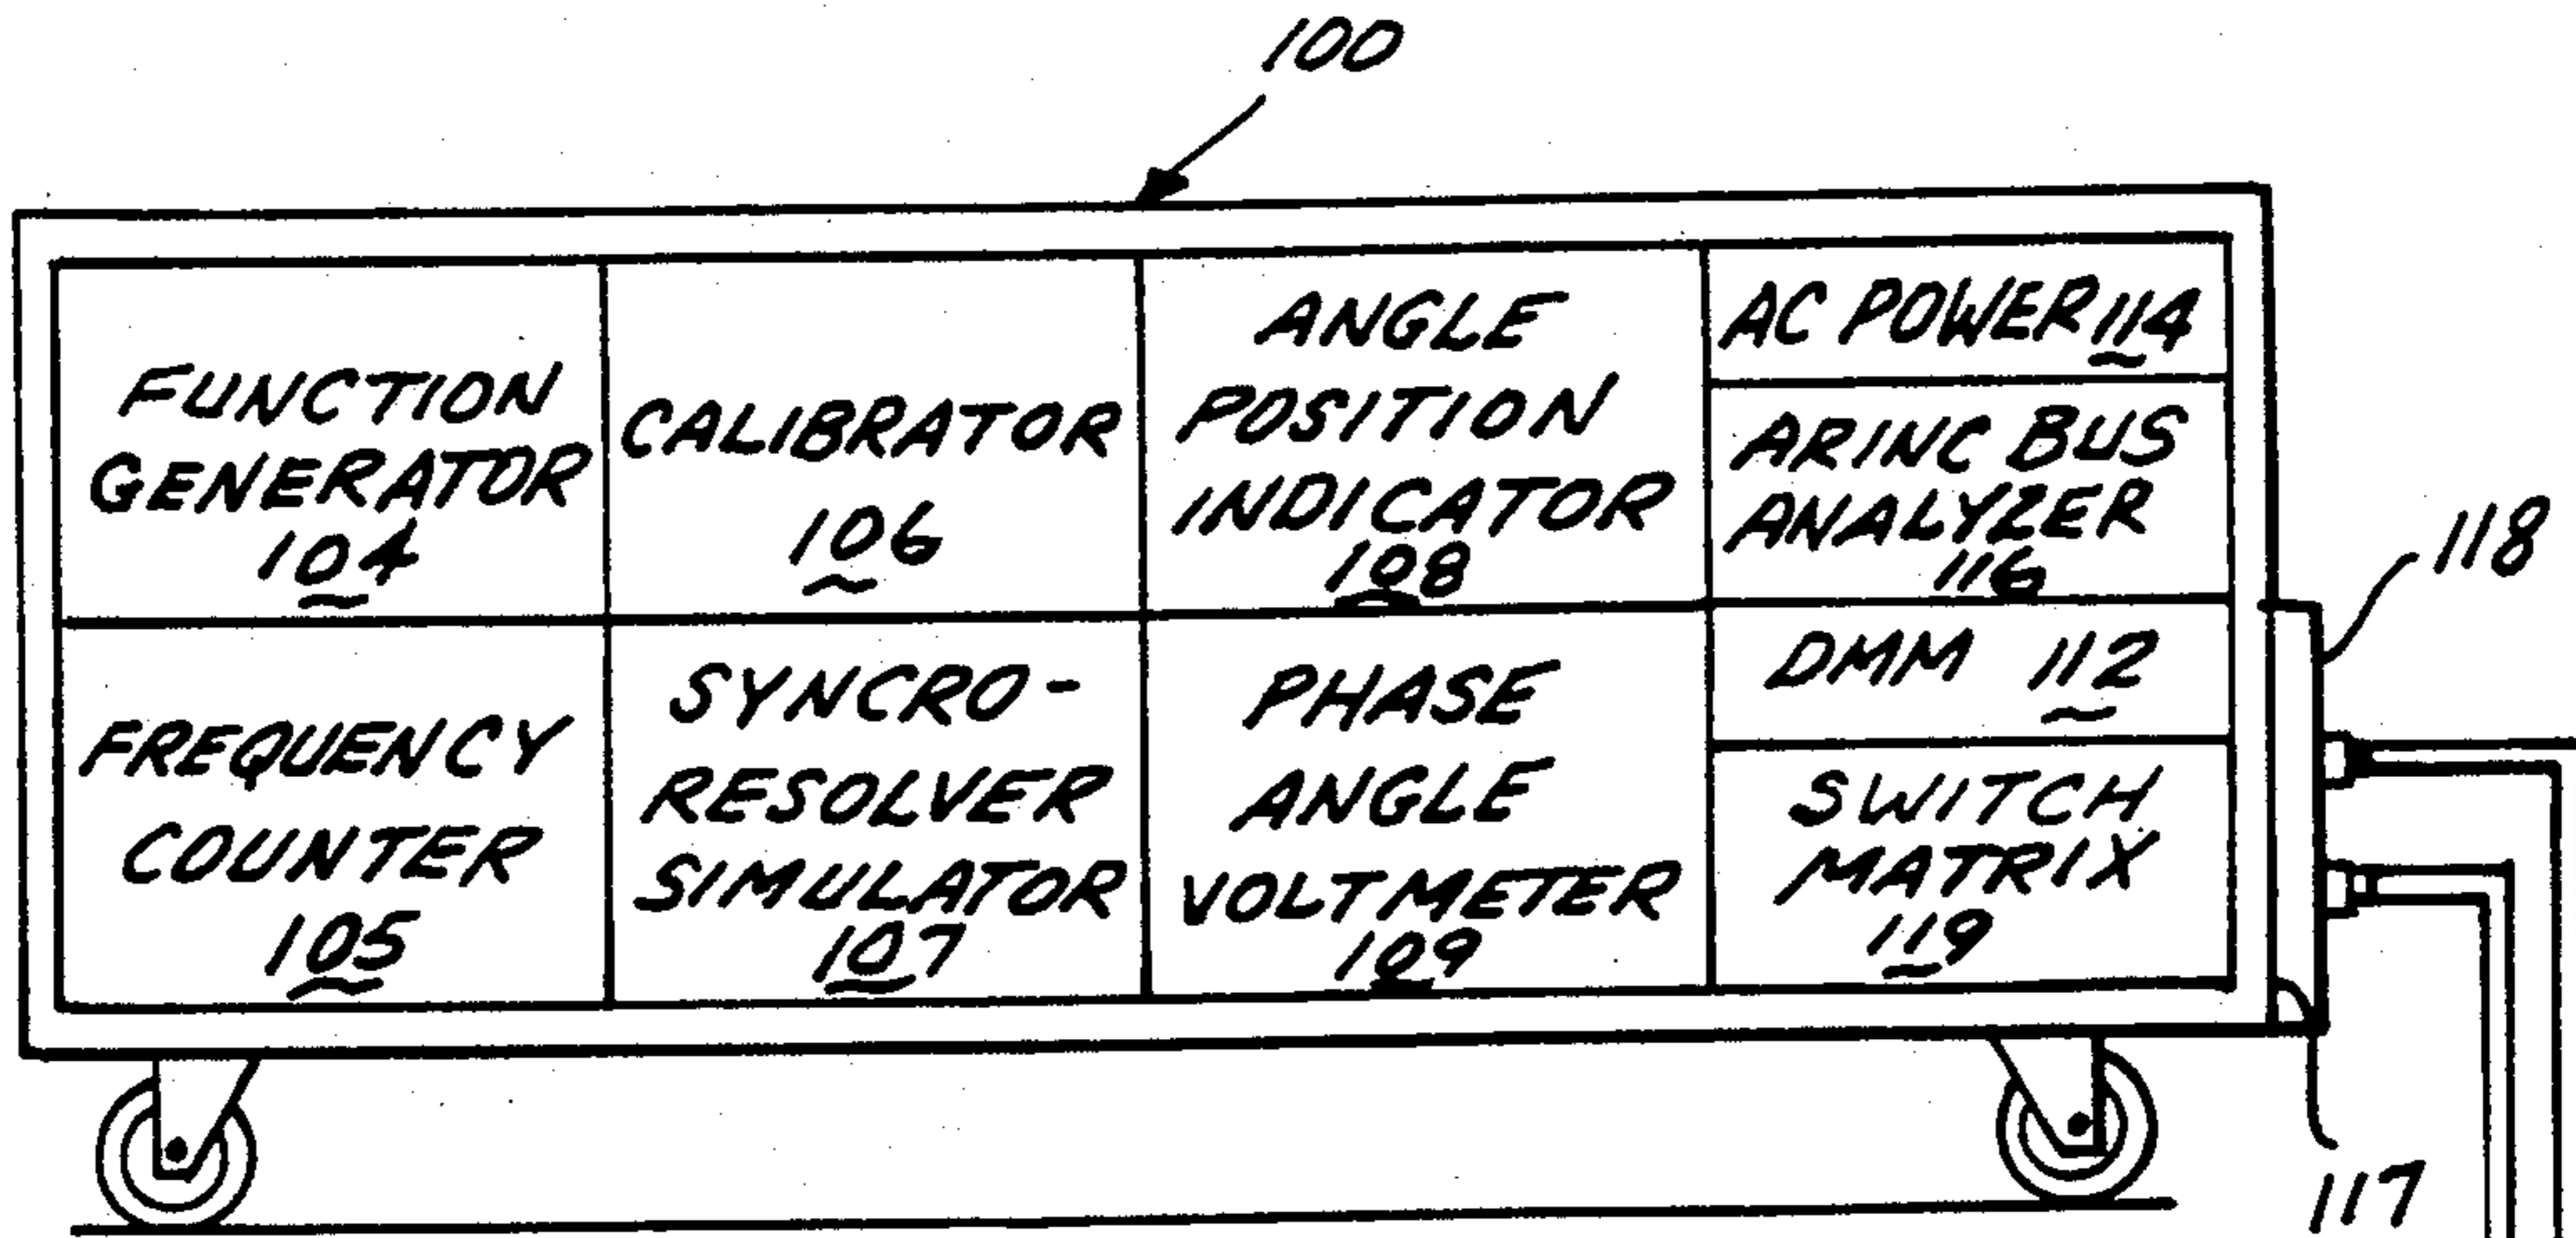 100
FUNCTION
GENERATOR
104
CALIBRATOR
106
ANGLE
POSITION
INDICATOR
108
AC POWER 114
ARINC BUS
ANALYZER
116
118
FREQUENCY
COUNTER
105
SYNCRO-
RESOLVER
SIMULATOR
107
PHASE
ANGLE
VOLTMETER
109
DMM 112
SWITCH
MATRIX
119
117